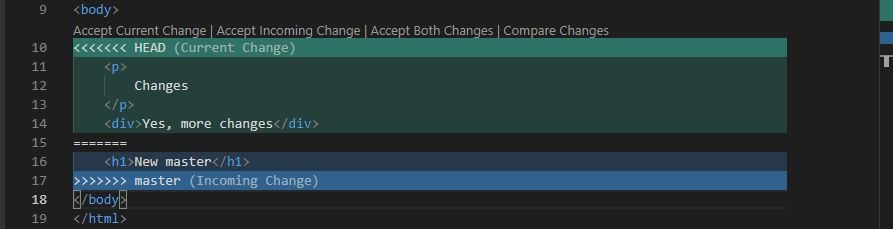 9 <body>
Accept Current Change | Accept Incoming Change | Accept Both Changes | Compare Changes
10 <<<<<<< HEAD (Current Change)
11     <p>
12         Changes
13     </p>
14     <div>Yes, more changes</div>
15 =======
16     <h1>New master</h1>
17 >>>>>>> master (Incoming Change)
18 </body>
19 </html>